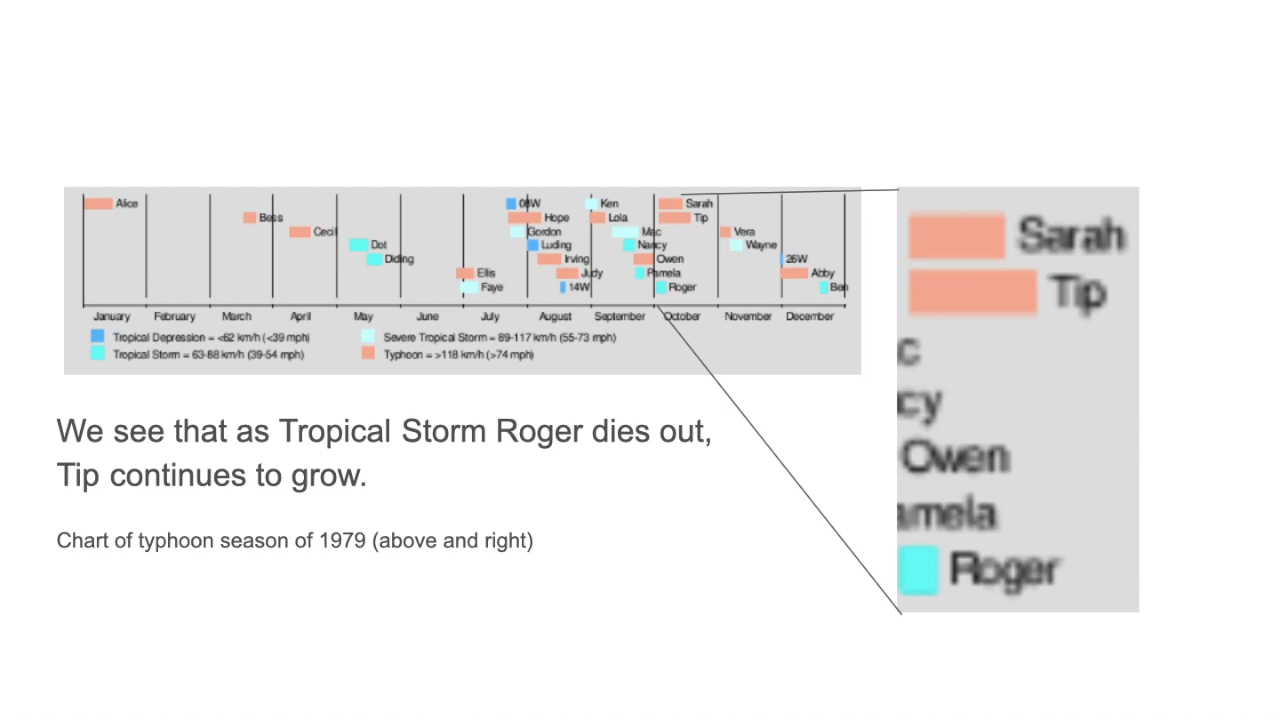 Alice
08W
Ken
Sarah
Bess
Hope
Lola
Tip
Cecil
Gordon
Mac
Vera
Dot
Luding
Nancy
Wayne
Diding
Irving
Owen
26W
Ellis
Judy
Pamela
Abby
Faye
14W
Roger
Ben
January February March April May June July August September October November December
Tropical Depression = <62 km/h (<39 mph)
Severe Tropical Storm = 89-117 km/h (55-73 mph)
Tropical Storm = 63-88 km/h (39-54 mph)
Typhoon = >118 km/h (>74 mph)
Sarah
Tip
c
cy
Owen
amela
Roger
We see that as Tropical Storm Roger dies out,
Tip continues to grow.
Chart of typhoon season of 1979 (above and right)